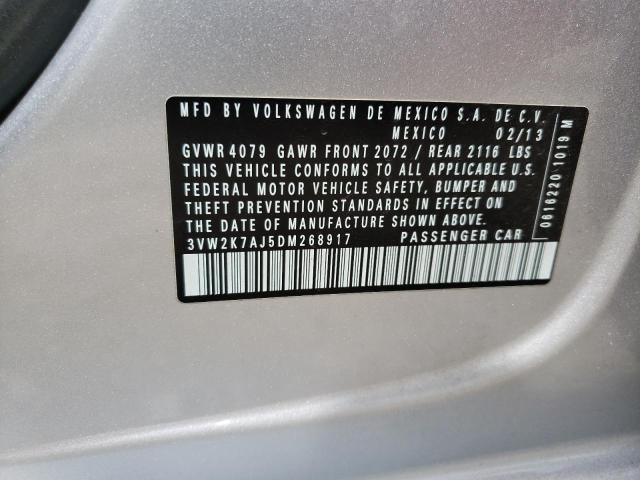 MFD BY VOLKSWAGEN DE MEXICO S.A. DE C.V.
MEXICO 02/13
GVWR 4079 GAWR FRONT 2072 / REAR 2116 LBS
THIS VEHICLE CONFORMS TO ALL APPLICABLE U.S.
FEDERAL MOTOR VEHICLE SAFETY, BUMPER AND
THEFT PREVENTION STANDARDS IN EFFECT ON
THE DATE OF MANUFACTURE SHOWN ABOVE.
3VW2K7AJ5DM268917 PASSENGER CAR
0616220 1019 M